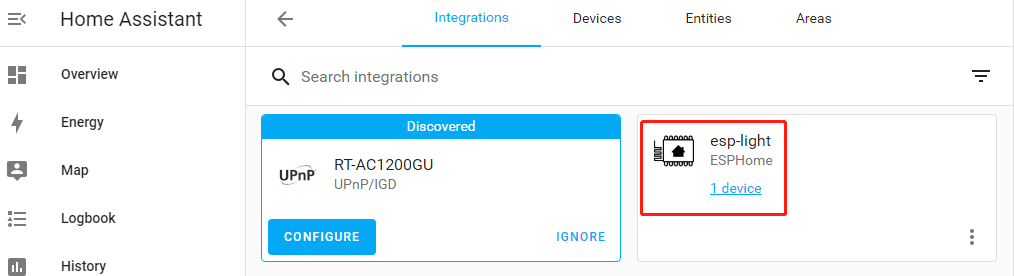 Home Assistant
Integrations
Devices
Entities
Areas
Overview
Energy
Map
Logbook
History
Search integrations
Discovered
UPnP
RT-AC1200GU
UPnP/IGD
CONFIGURE
IGNORE
esp-light
ESPHome
1 device